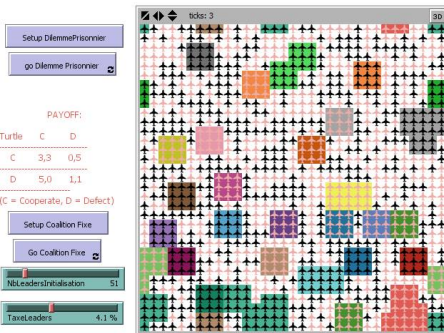 ticks: 3
3D
Setup DilemmePrisonnier
go Dilemme Prisonnier
PAYOFF:
Turtle C D
C 3,3 0,5
D 5,0 1,1
(C = Cooperate, D = Defect)
Setup Coalition Fixe
Go Coalition Fixe
NbLeadersInitialisation 51
TaxeLeaders 4.1 %